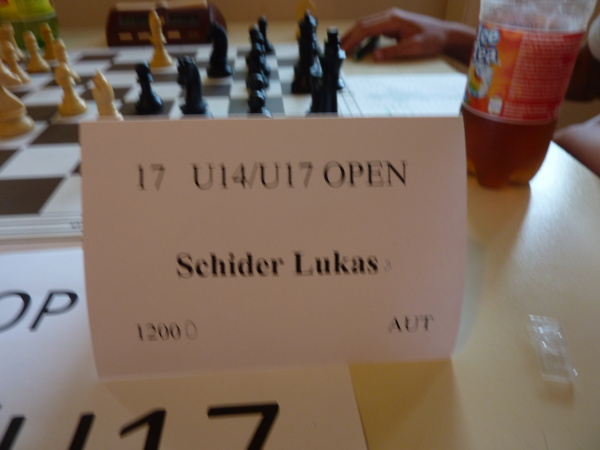 17 U14/U17 OPEN
Schider Lukas
1200
AUT
OP
U17